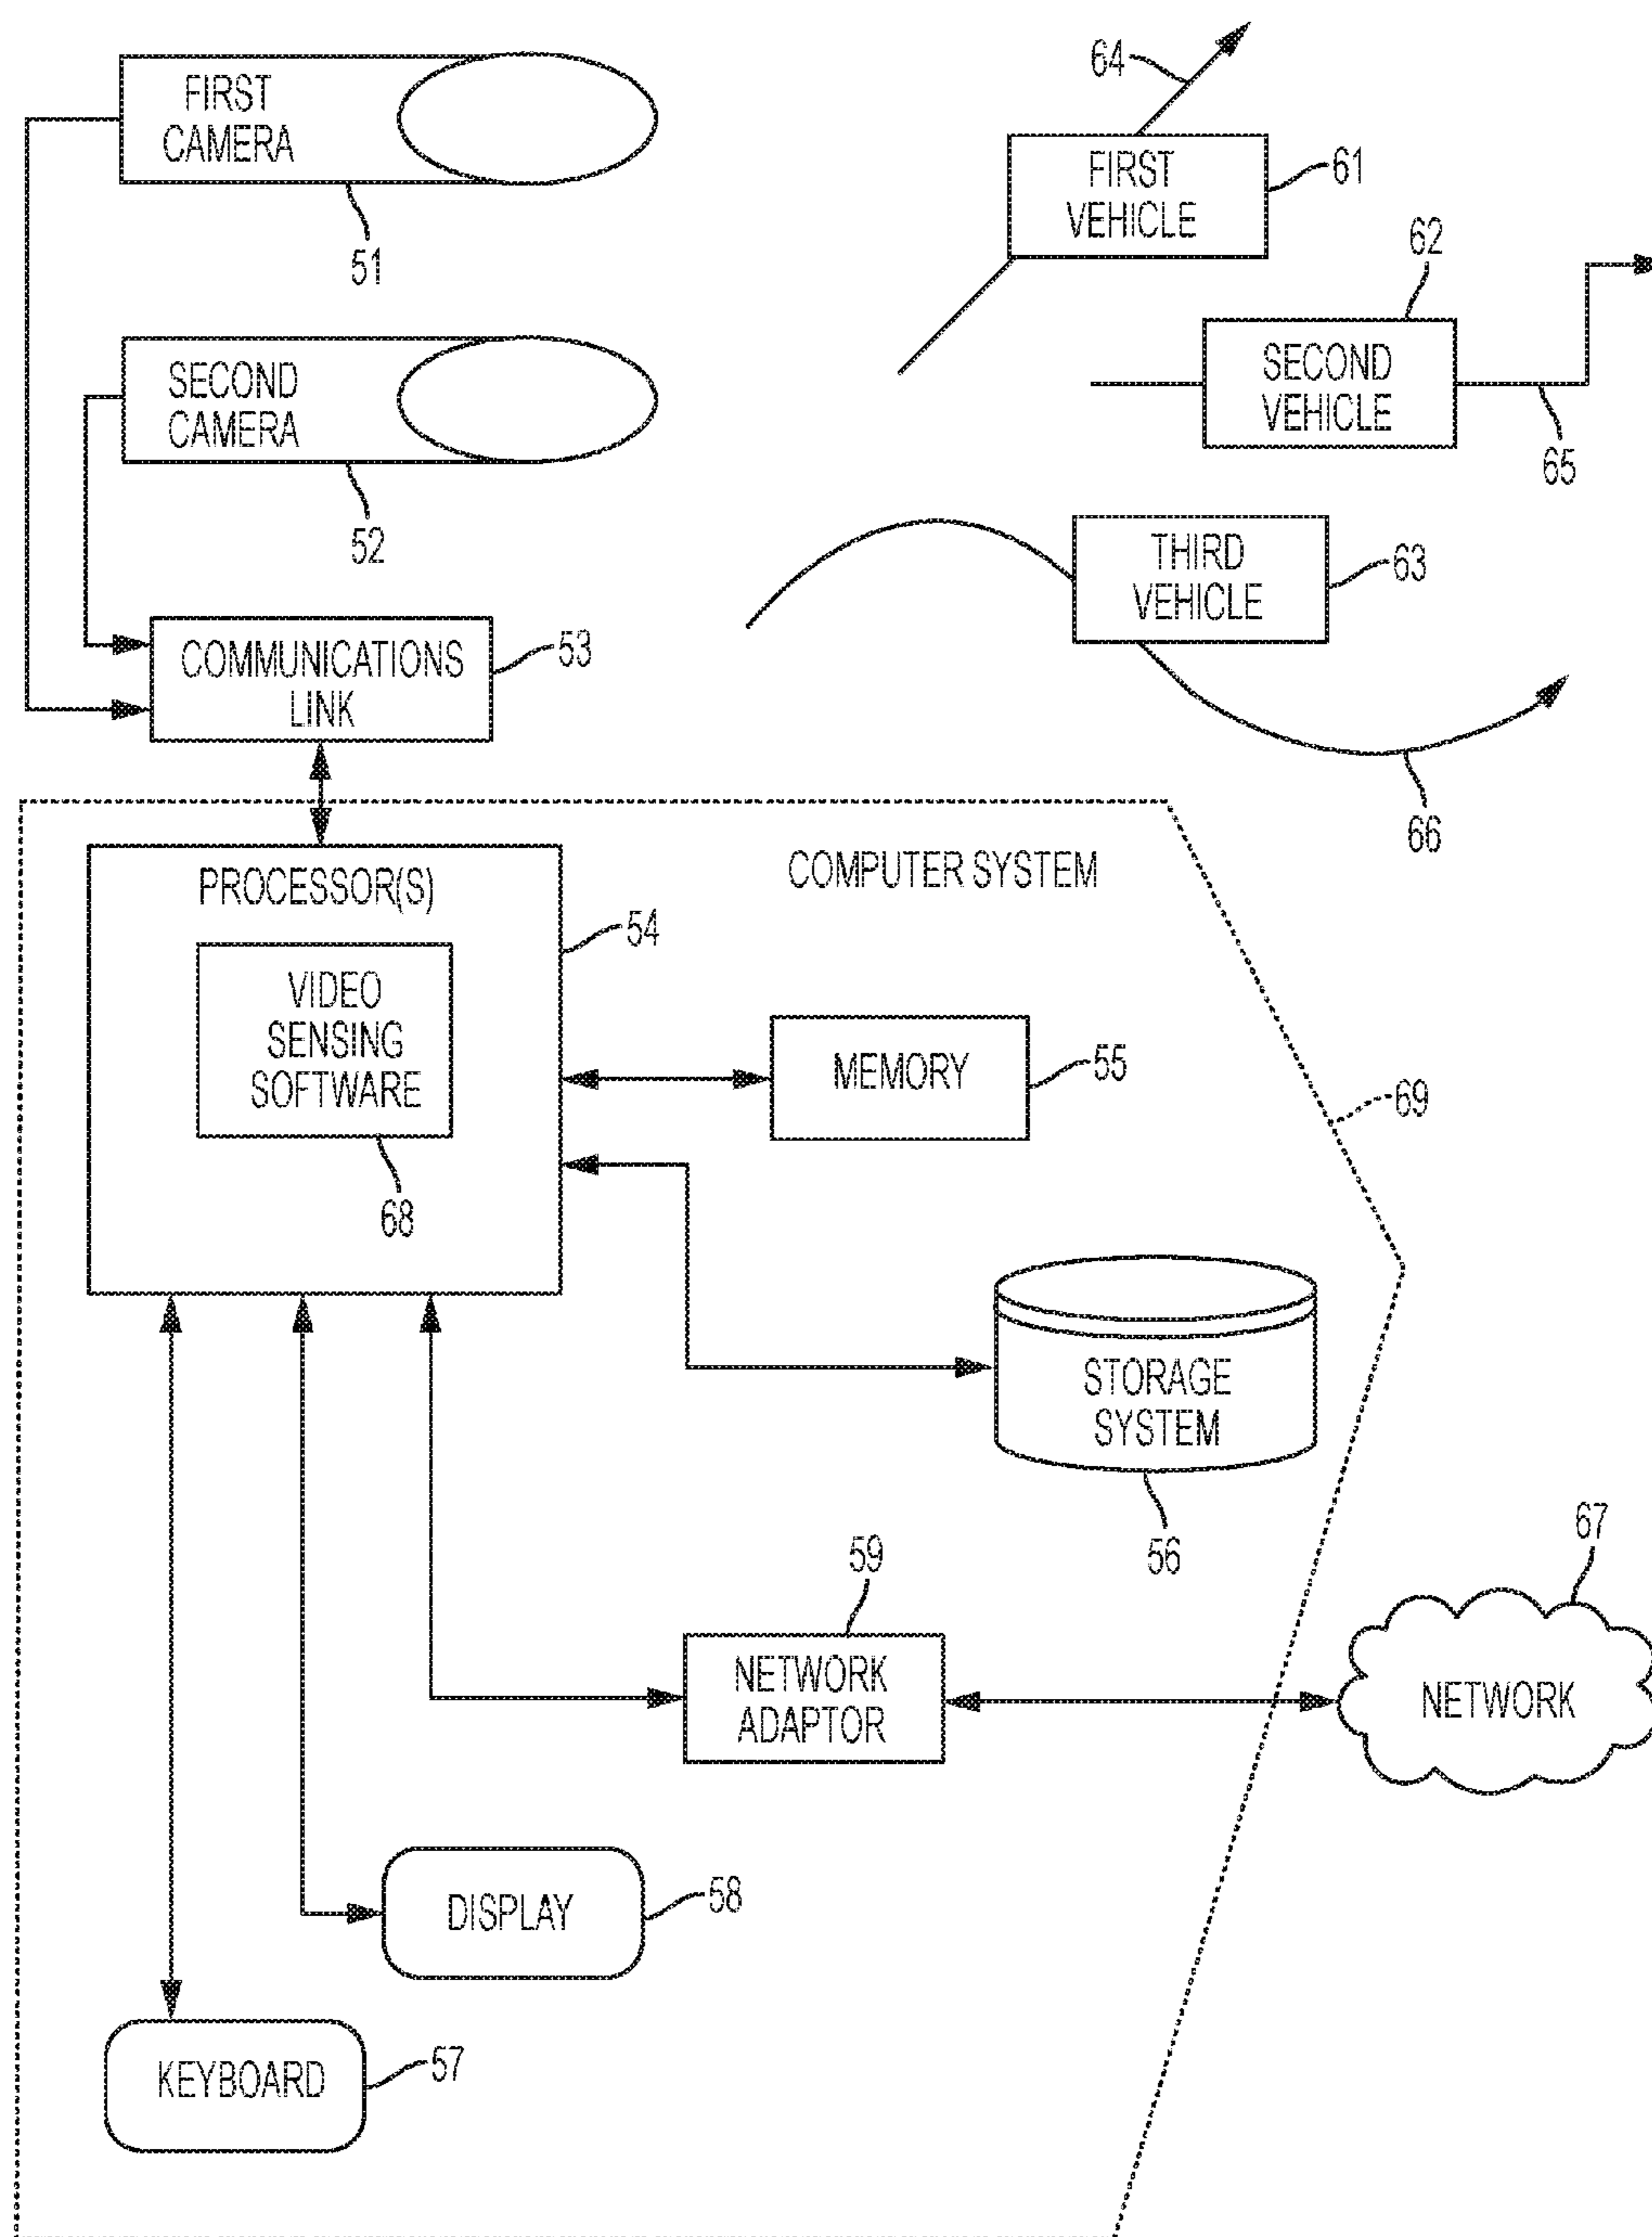 FIRST
CAMERA
51
SECOND
CAMERA
52
COMMUNICATIONS
LINK
53
64
FIRST
VEHICLE
61
62
SECOND
VEHICLE
65
THIRD
VEHICLE
63
66
COMPUTER SYSTEM
PROCESSOR(S)
54
VIDEO
SENSING
SOFTWARE
68
MEMORY
55
69
STORAGE
SYSTEM
56
59
NETWORK
ADAPTOR
67
NETWORK
DISPLAY
58
KEYBOARD
57